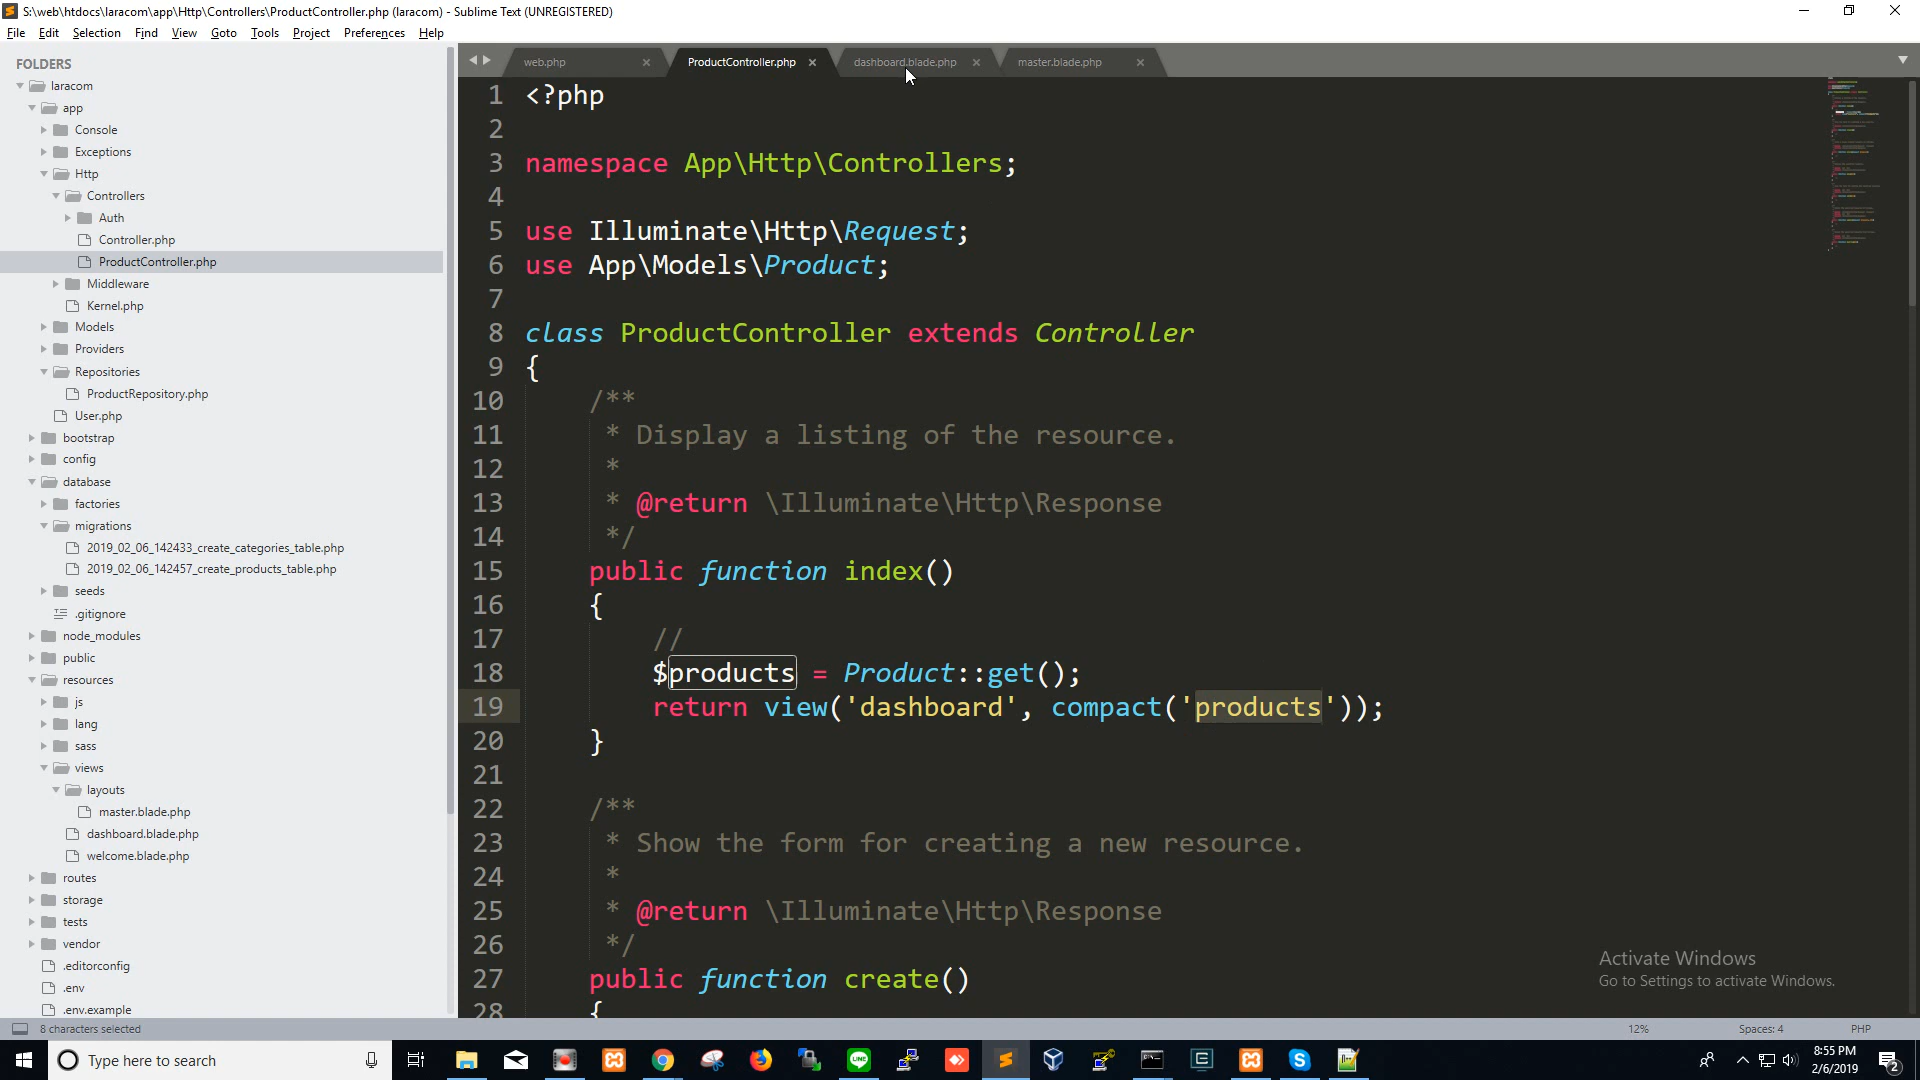 S:\web\htdocs\laracom\app\Http\Controllers\ProductController.php (laracom) - Sublime Text (UNREGISTERED)
File Edit Selection Find View Goto Tools Project Preferences Help
FOLDERS
laracom
app
Console
Exceptions
Http
Controllers
Auth
Controller.php
ProductController.php
Middleware
Kernel.php
Models
Providers
Repositories
ProductRepository.php
User.php
bootstrap
config
database
factories
migrations
2019_02_06_142433_create_categories_table.php
2019_02_06_142457_create_products_table.php
seeds
.gitignore
node_modules
public
resources
js
lang
sass
views
layouts
master.blade.php
dashboard.blade.php
welcome.blade.php
routes
storage
tests
vendor
.editorconfig
.env
.env.example
web.php ProductController.php dashboard.blade.php master.blade.php
1 <?php
2
3 namespace App\Http\Controllers;
4
5 use Illuminate\Http\Request;
6 use App\Models\Product;
7
8 class ProductController extends Controller
9 {
10 /**
11 * Display a listing of the resource.
12 *
13 * @return \Illuminate\Http\Response
14 */
15 public function index()
16 {
17 //
18 $products = Product::get();
19 return view('dashboard', compact('products'));
20 }
21
22 /**
23 * Show the form for creating a new resource.
24 *
25 * @return \Illuminate\Http\Response
26 */
27 public function create()
28 {
Activate Windows
Go to Settings to activate Windows.
8 characters selected 12% Spaces: 4 PHP
Type here to search
8:55 PM
2/6/2019
2